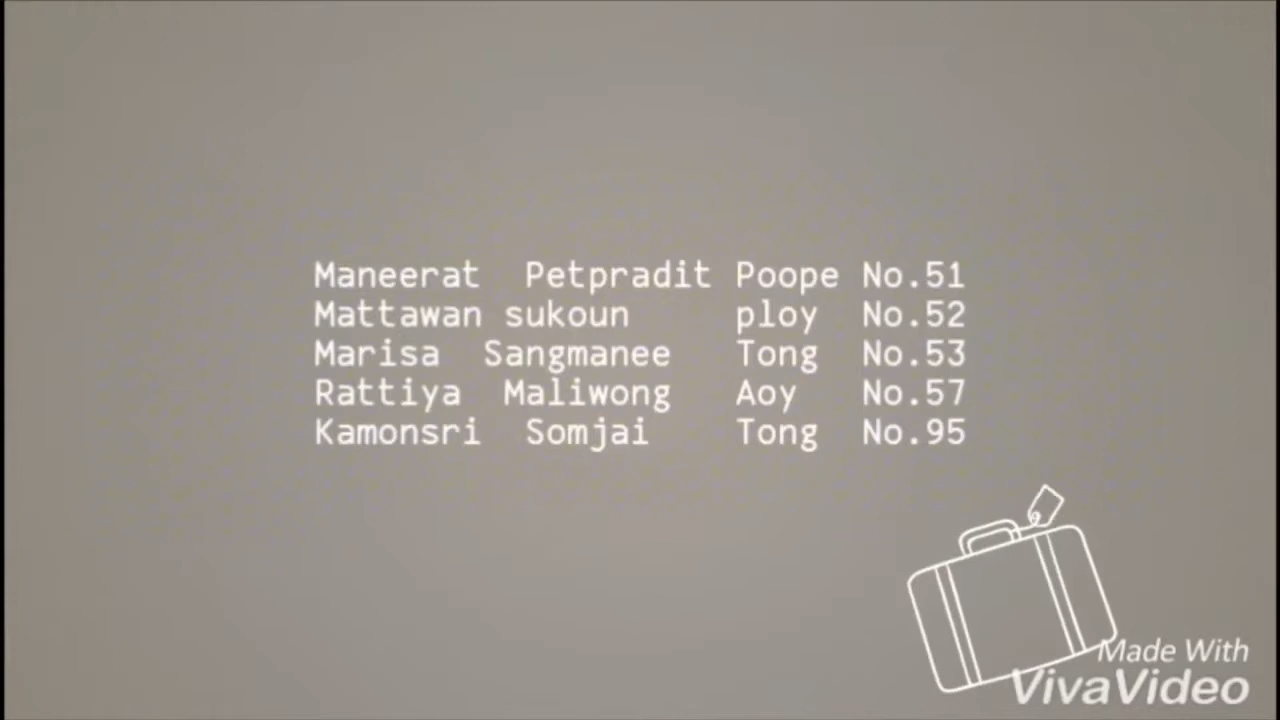 Maneerat Petpradit Poope No.51
Mattawan sukoun ploy No.52
Marisa Sangmanee Tong No.53
Rattiya Maliwong Aoy No.57
Kamonsri Somjai Tong No.95
Made With
VivaVideo